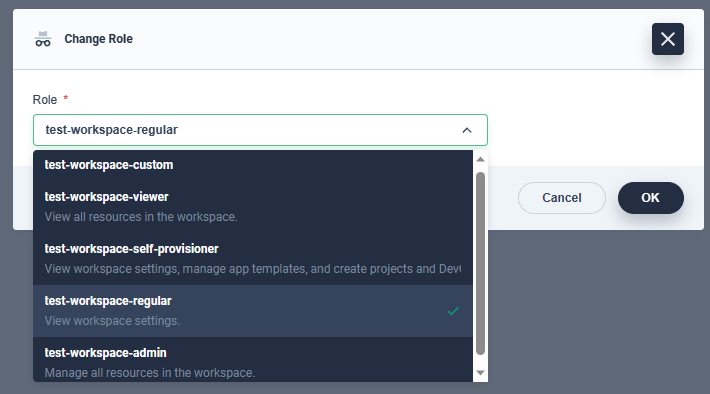 Change Role
Role *
test-workspace-regular
test-workspace-custom
test-workspace-viewer
View all resources in the workspace.
test-workspace-self-provisioner
View workspace settings, manage app templates, and create projects and Dev
test-workspace-regular
View workspace settings.
test-workspace-admin
Manage all resources in the workspace.
Cancel
OK